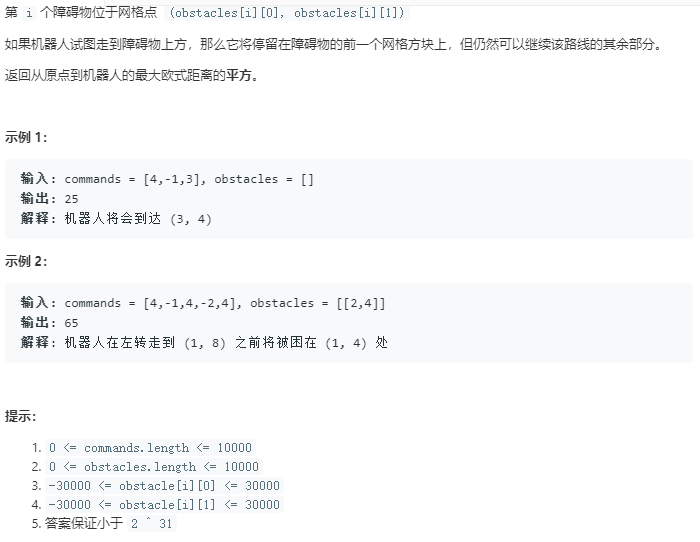 第 i 个障碍物位于网格点 (obstacles[i][0], obstacles[i][1])
如果机器人试图走到障碍物上方，那么它将停留在障碍物的前一个网格方块上，但仍然可以继续该路线的其余部分。
返回从原点到机器人的最大欧式距离的平方。
示例 1：
输入: commands = [4,-1,3], obstacles = []
输出: 25
解释: 机器人将会到达 (3, 4)
示例 2：
输入: commands = [4,-1,4,-2,4], obstacles = [[2,4]]
输出: 65
解释: 机器人在左转走到 (1, 8) 之前将被困在 (1, 4) 处
提示：
1. 0 <= commands.length <= 10000
2. 0 <= obstacles.length <= 10000
3. -30000 <= obstacle[i][0] <= 30000
4. -30000 <= obstacle[i][1] <= 30000
5. 答案保证小于 2 ^ 31